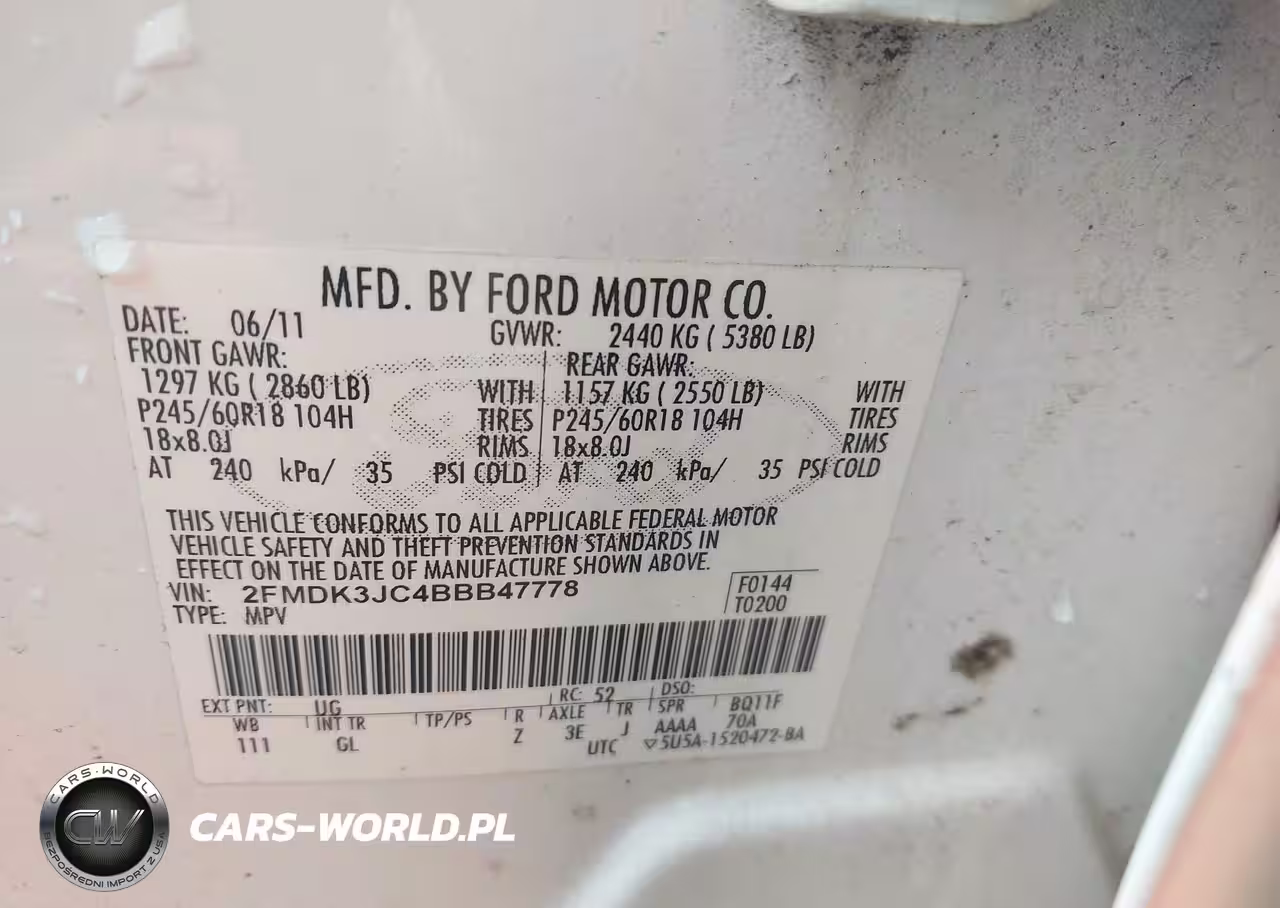 MFD. BY FORD MOTOR CO.
DATE: 06/11 GVWR: 2440 KG ( 5380 LB)
FRONT GAWR: REAR GAWR:
1297 KG ( 2860 LB) WITH 1157 KG ( 2550 LB) WITH
P245/60R18 104H TIRES P245/60R18 104H TIRES
18x8.0J RIMS 18x8.0J RIMS
AT 240 kPa/ 35 PSI COLD AT 240 kPa/ 35 PSI COLD
THIS VEHICLE CONFORMS TO ALL APPLICABLE FEDERAL MOTOR
VEHICLE SAFETY AND THEFT PREVENTION STANDARDS IN
EFFECT ON THE DATE OF MANUFACTURE SHOWN ABOVE.
VIN: 2FMDK3JC4BBB47778
TYPE: MPV
F0144
T0200
EXT PNT: UG RC: 52 DSO:
WB INT TR TP/PS R AXLE TR SPR BQ11F
111 GL Z 3E J AAAA 70A
UTC ▽5U5A-1520472-BA
CARS-WORLD
CW
BEZPOŚREDNI IMPORT Z USA
CARS-WORLD.PL